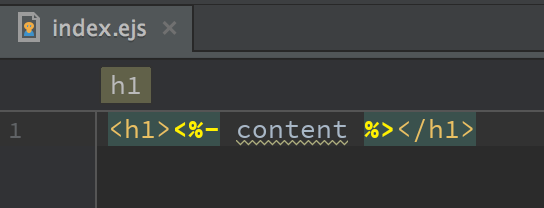 index.ejs ×
h1
1 <h1><%- content %></h1>